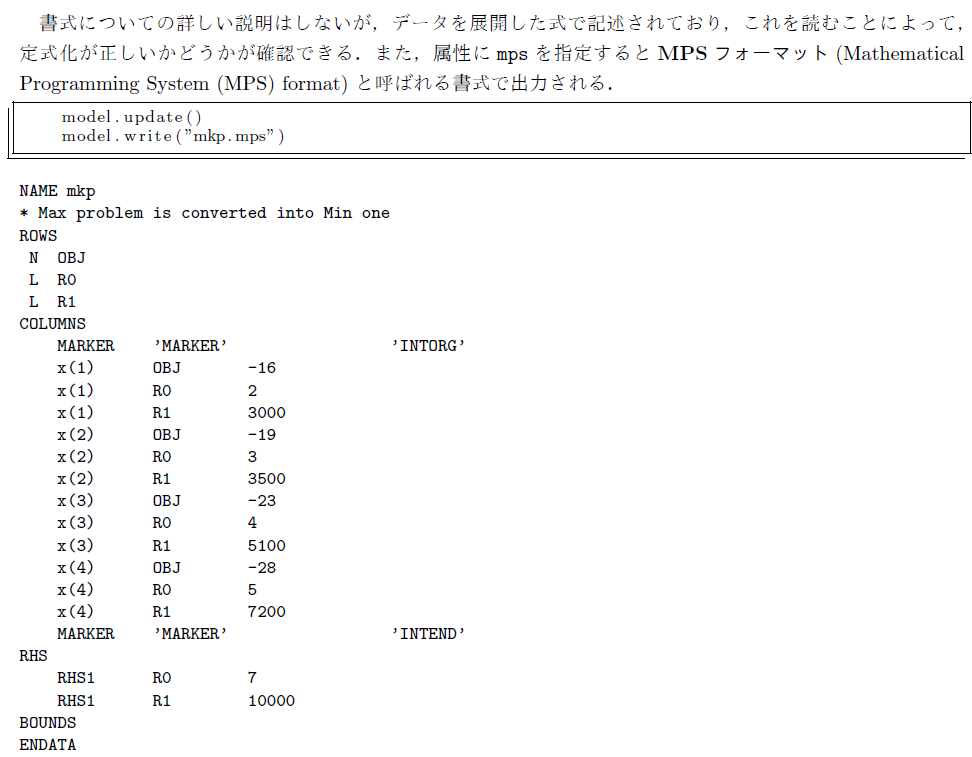 書式についての詳しい説明はしないが，データを展開した式で記述されており，これを読むことによって，
定式化が正しいかどうかが確認できる．また，属性に mps を指定すると MPS フォーマット (Mathematical
Programming System (MPS) format) と呼ばれる書式で出力される．
model.update()
model.write("mkp.mps")
NAME mkp
* Max problem is converted into Min one
ROWS
N OBJ
L R0
L R1
COLUMNS
MARKER 'MARKER' 'INTORG'
x(1) OBJ -16
x(1) R0 2
x(1) R1 3000
x(2) OBJ -19
x(2) R0 3
x(2) R1 3500
x(3) OBJ -23
x(3) R0 4
x(3) R1 5100
x(4) OBJ -28
x(4) R0 5
x(4) R1 7200
MARKER 'MARKER' 'INTEND'
RHS
RHS1 R0 7
RHS1 R1 10000
BOUNDS
ENDATA